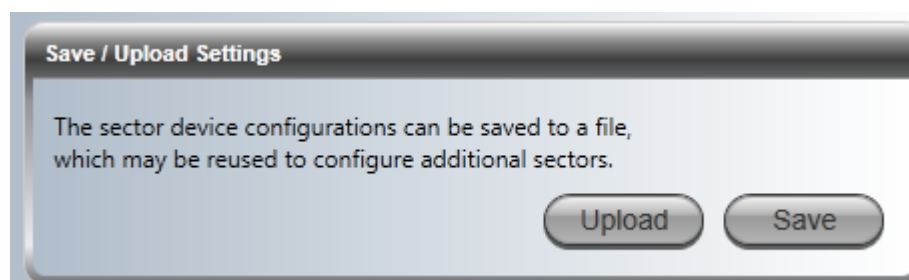 Save / Upload Settings
The sector device configurations can be saved to a file,
which may be reused to configure additional sectors.
Upload Save